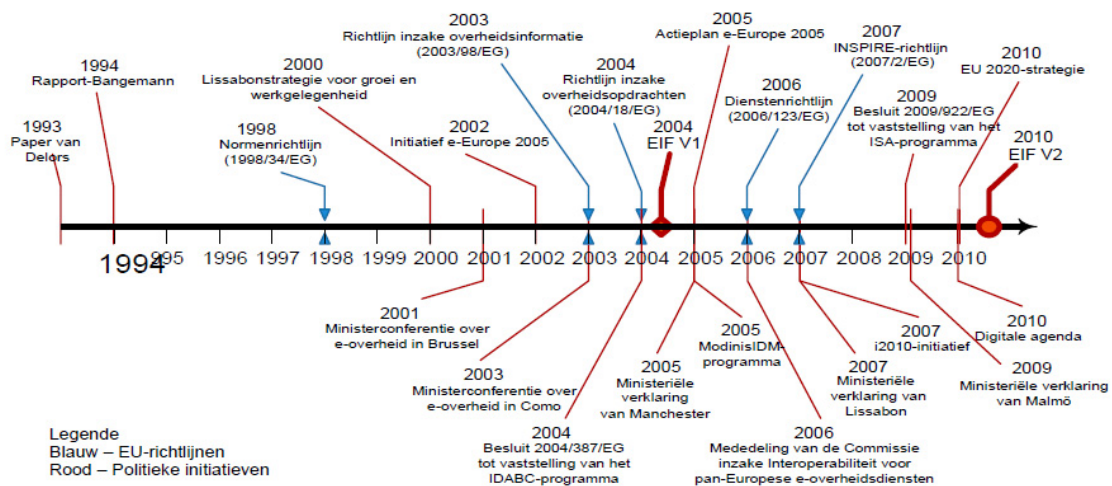 1993
Paper van
Delors
1994
Rapport-Bangemann
1998
Normenrichtlijn
(1998/34/EG)
2000
Lissabonstrategie voor groei en
werkgelegenheid
2002
Initiatief e-Europe 2005
2003
Richtlijn inzake overheidsinformatie
(2003/98/EG)
2004
Richtlijn inzake
overheidsopdrachten
(2004/18/EG)
2004
EIF V1
2005
Actieplan e-Europe 2005
2006
Dienstenrichtlijn
(2006/123/EG)
2007
INSPIRE-richtlijn
(2007/2/EG)
2009
Besluit 2009/922/EG
tot vaststelling van het
ISA-programma
2010
EU 2020-strategie
2010
EIF V2
1994 995 1996 1997 1998 1999 2000 2001 2002 2003 2004 2005 2006 2007 2008 2009 2010
2001
Ministerconferentie over
e-overheid in Brussel
2003
Ministerconferentie over
e-overheid in Como
2004
Besluit 2004/387/EG
tot vaststelling van het
IDABC-programma
2005
Ministeriële
verklaring
van Manchester
2005
ModinisIDM-
programma
2006
Mededeling van de Commissie
inzake Interoperabiliteit voor
pan-Europese e-overheidsdiensten
2007
Ministeriële
verklaring van
Lissabon
2007
i2010-initiatief
2009
Ministeriële verklaring
van Malmö
2010
Digitale agenda
Legende
Blauw – EU-richtlijnen
Rood – Politieke initiatieven